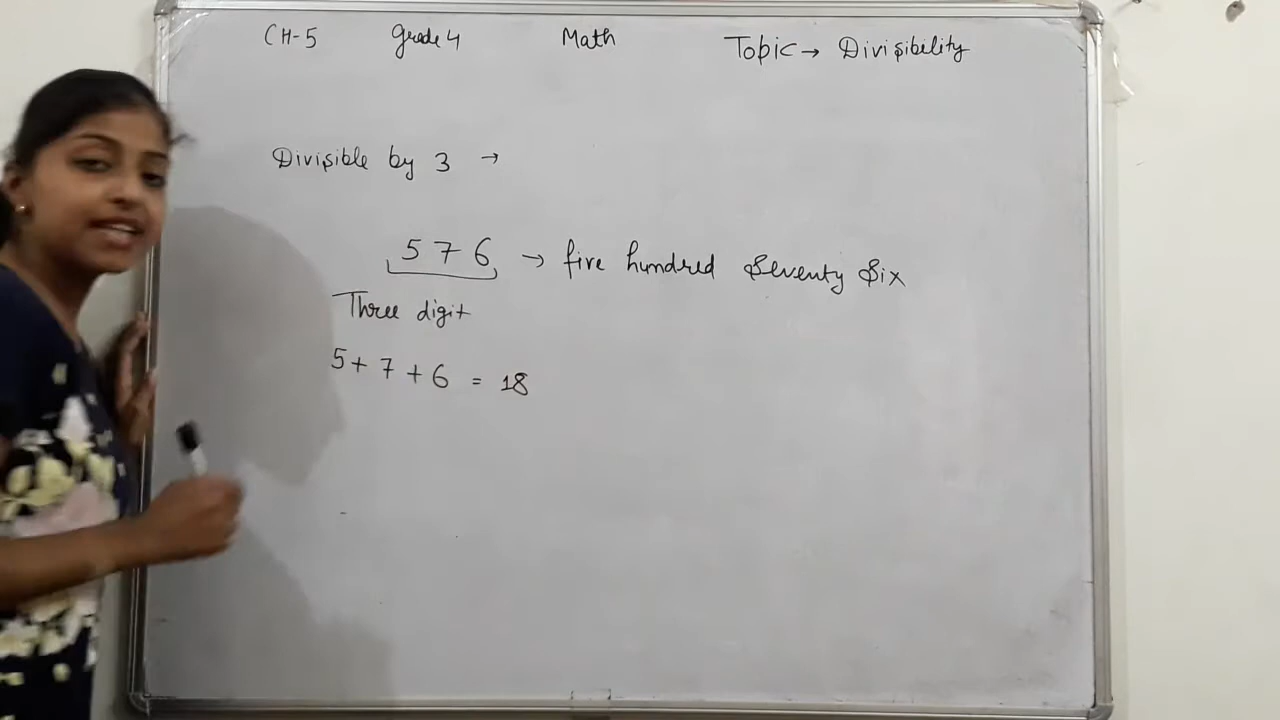 CH-5 Grade 4 Math Topic → Divisibility
Divisible by 3 →
576 → five hundred Seventy Six
Three digit
5 + 7 + 6 = 18